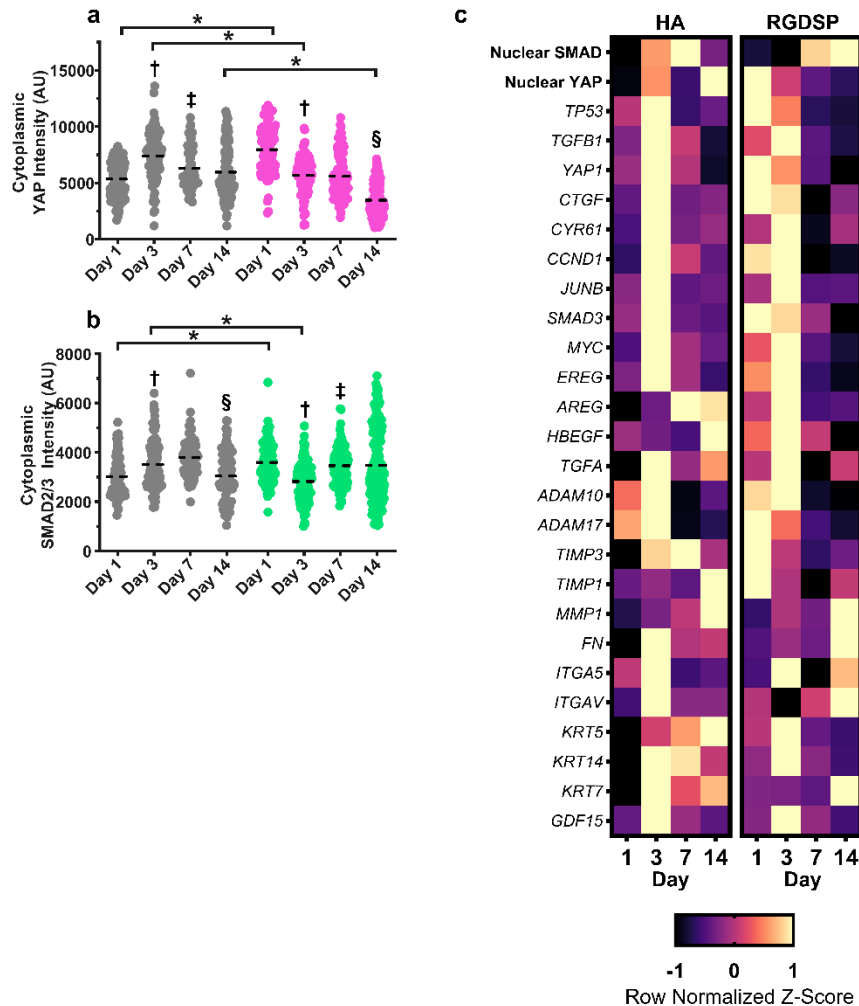 a
*
*
*
Cytoplasmic
YAP Intensity (AU)
15000
10000
5000
0
†
‡
†
§
Day 1
Day 3
Day 7
Day 14
Day 1
Day 3
Day 7
Day 14
b
*
*
Cytoplasmic
SMAD2/3 Intensity (AU)
8000
6000
4000
2000
0
†
§
†
‡
Day 1
Day 3
Day 7
Day 14
Day 1
Day 3
Day 7
Day 14
c
HA
RGDSP
Nuclear SMAD
Nuclear YAP
TP53
TGFB1
YAP1
CTGF
CYR61
CCND1
JUNB
SMAD3
MYC
EREG
AREG
HBEGF
TGFA
ADAM10
ADAM17
TIMP3
TIMP1
MMP1
FN
ITGA5
ITGAV
KRT5
KRT14
KRT7
GDF15
1 3 7 14
1 3 7 14
Day
Day
-1 0 1
Row Normalized Z-Score